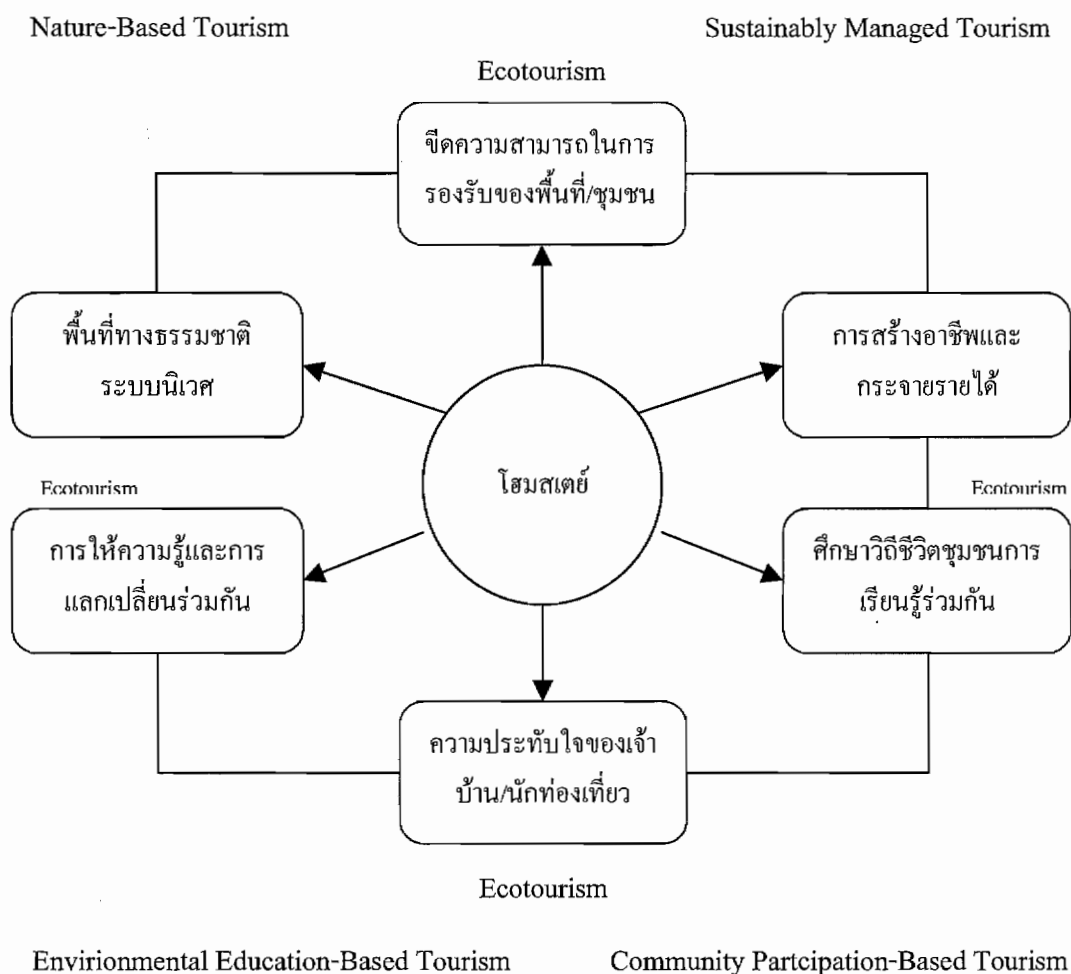 Nature-Based Tourism
Sustainably Managed Tourism
Ecotourism
ขีดความสามารถในการ
รองรับของพื้นที่/ชุมชน
พื้นที่ทางธรรมชาติ
ระบบนิเวศ
การสร้างอาชีพและ
กระจายรายได้
โฮมสเตย์
Ecotourism
Ecotourism
การให้ความรู้และการ
แลกเปลี่ยนร่วมกัน
ศึกษาวิถีชีวิตชุมชนการ
เรียนรู้ร่วมกัน
ความประทับใจของเจ้า
บ้าน/นักท่องเที่ยว
Ecotourism
Envirionmental Education-Based Tourism
Community Partcipation-Based Tourism